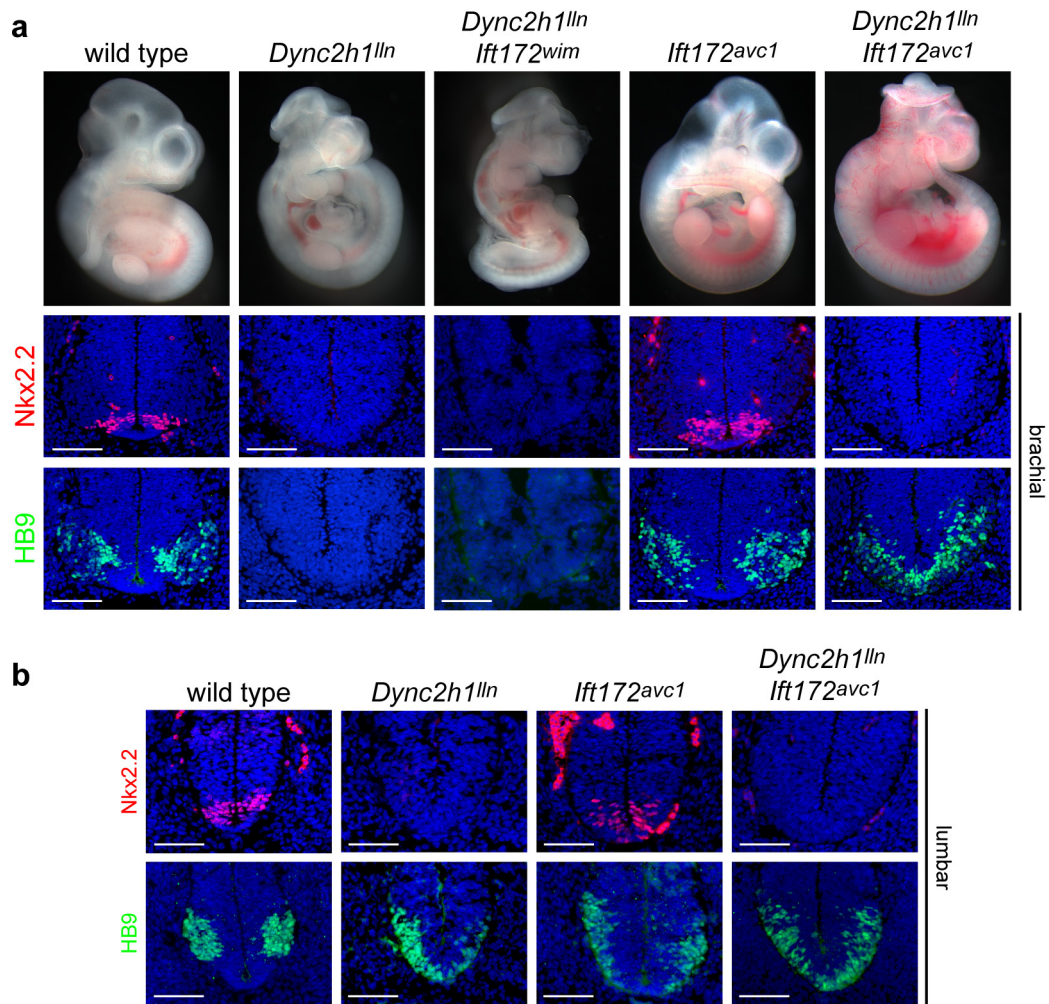 a
wild type
Dync2h1lln
Dync2h1lln
Ift172wim
Ift172avc1
Dync2h1lln
Ift172avc1
Nkx2.2
HB9
brachial
b
wild type
Dync2h1lln
Ift172avc1
Dync2h1lln
Ift172avc1
Nkx2.2
HB9
lumbar